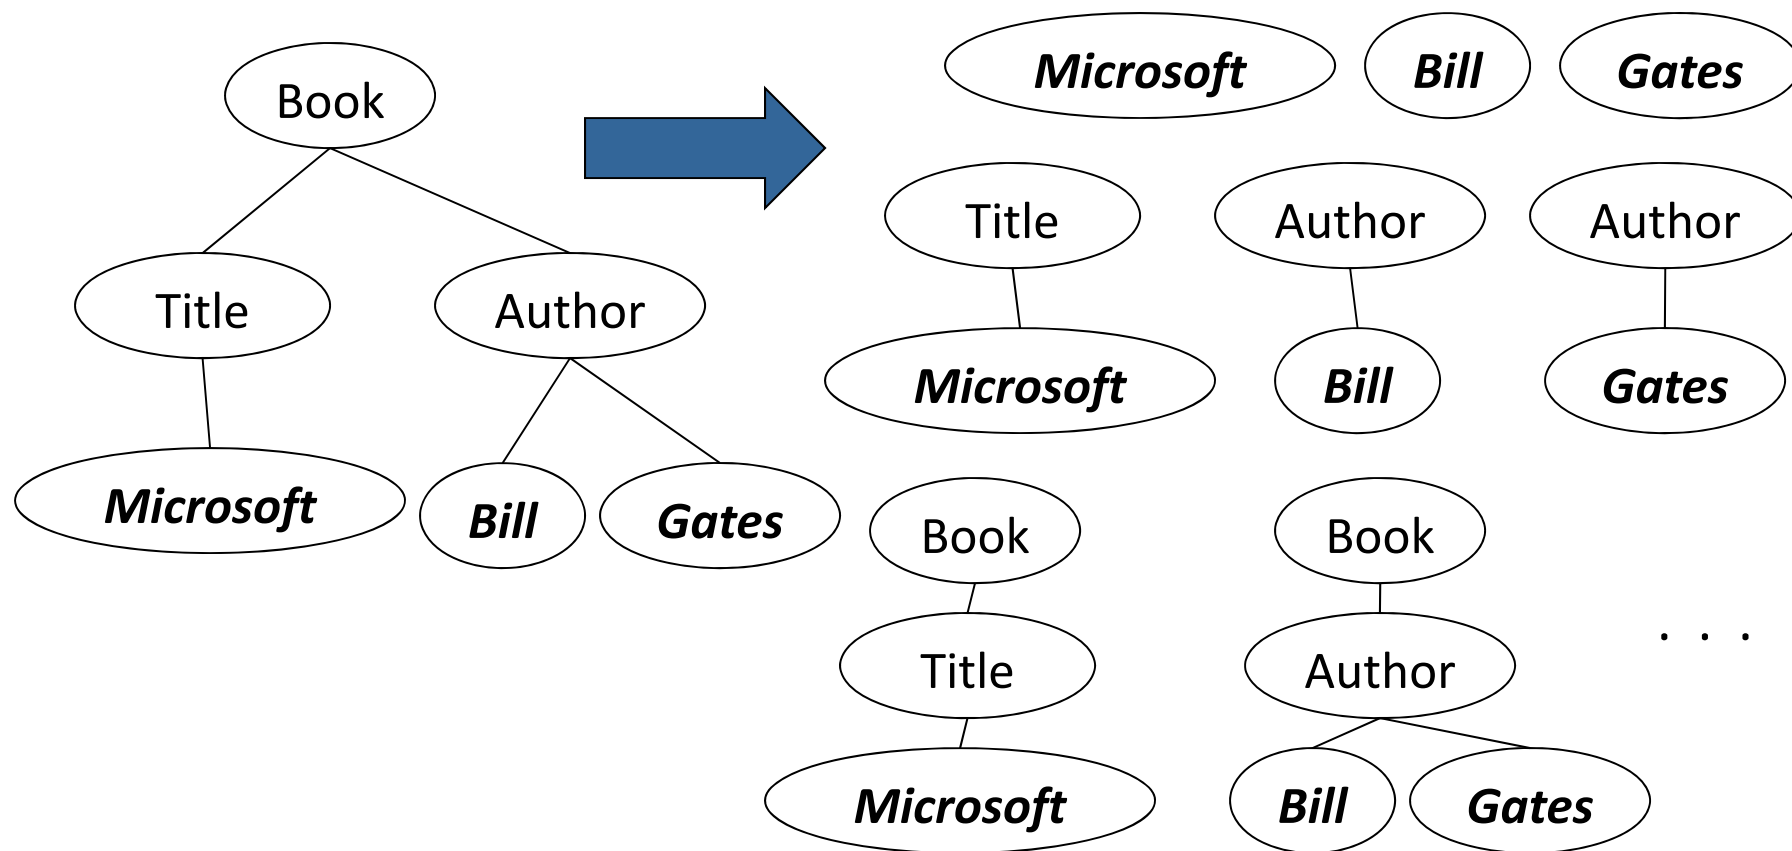 Book
Title Author
Microsoft Bill Gates
Microsoft Bill Gates
Title Author Author
Microsoft Bill Gates
Book Book
Title Author
. . .
Microsoft Bill Gates